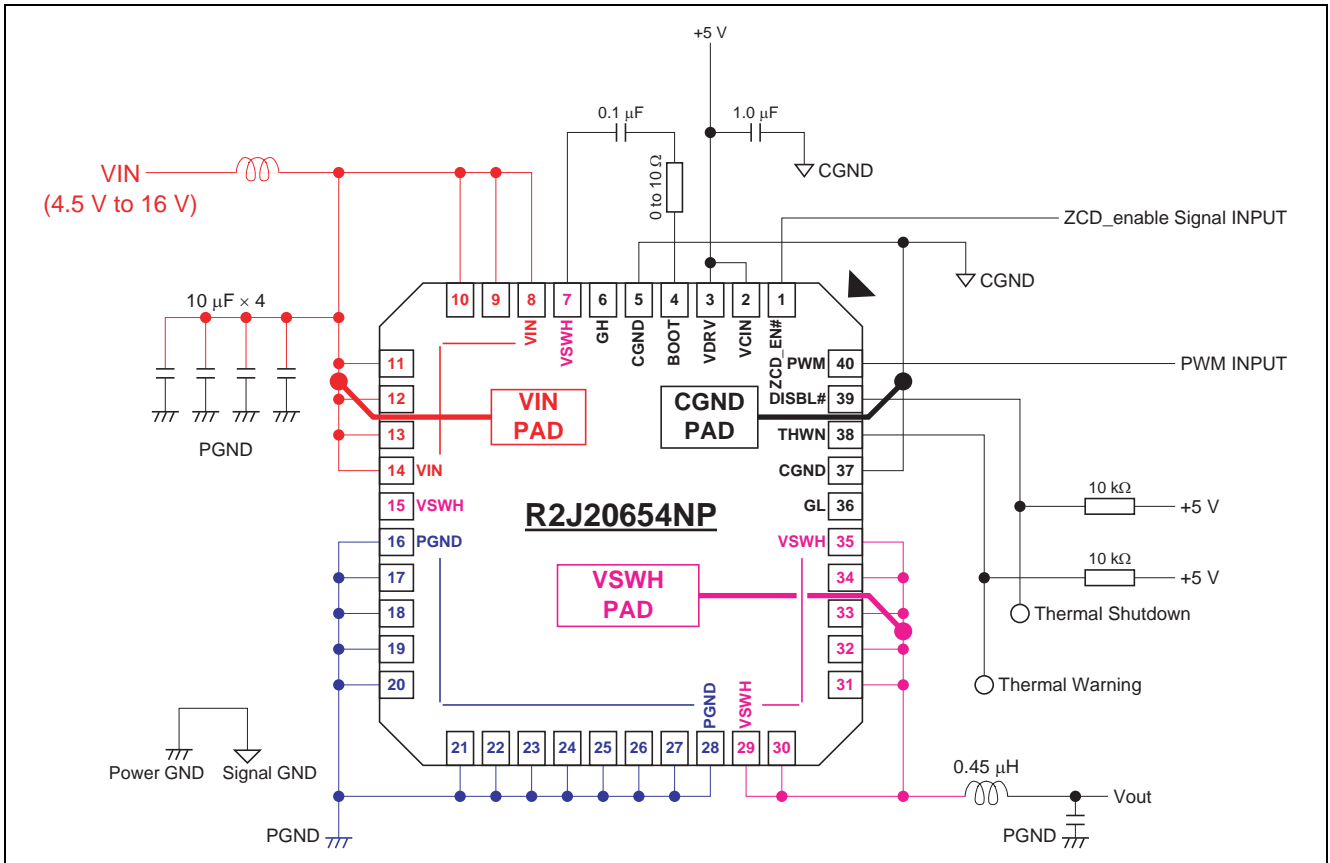 +5 V
0.1 μF
1.0 μF
CGND
0 to 10 Ω
VIN
(4.5 V to 16 V)
ZCD_enable Signal INPUT
CGND
10 μF × 4
PGND
10
9
8
7
6
5
4
3
2
1
VIN
VSWH
GH
CGND
BOOT
VDRV
VCIN
ZCD_EN#
11
12
13
14 VIN
15 VSWH
16 PGND
17
18
19
20
VIN
PAD
CGND
PAD
R2J20654NP
VSWH
PAD
PWM 40
PWM INPUT
DISBL# 39
THWN 38
CGND 37
GL 36
VSWH 35
34
33
32
31
10 kΩ
+5 V
10 kΩ
+5 V
Thermal Shutdown
Thermal Warning
PGND
VSWH
21
22
23
24
25
26
27
28
29
30
Power GND
Signal GND
PGND
0.45 μH
Vout
PGND